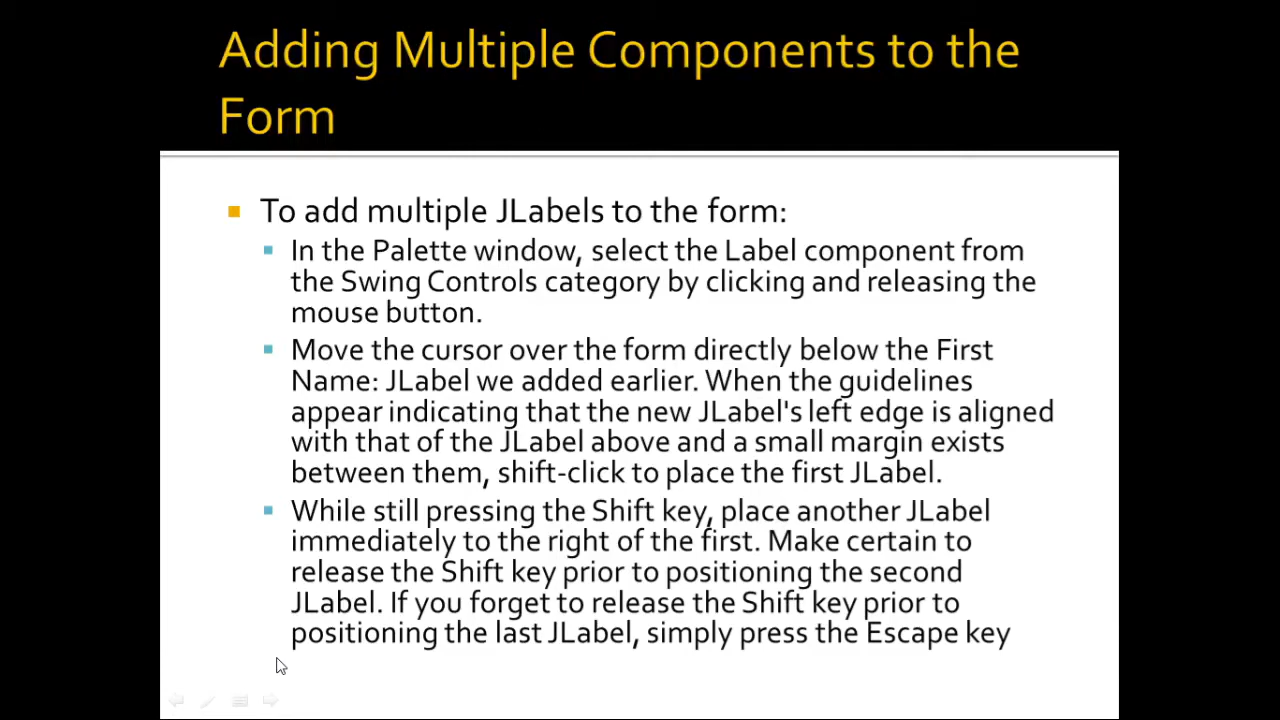 Adding Multiple Components to the
Form
To add multiple JLabels to the form:
In the Palette window, select the Label component from
the Swing Controls category by clicking and releasing the
mouse button.
Move the cursor over the form directly below the First
Name: JLabel we added earlier. When the guidelines
appear indicating that the new JLabel's left edge is aligned
with that of the JLabel above and a small margin exists
between them, shift-click to place the first JLabel.
While still pressing the Shift key, place another JLabel
immediately to the right of the first. Make certain to
release the Shift key prior to positioning the second
JLabel. If you forget to release the Shift key prior to
positioning the last JLabel, simply press the Escape key